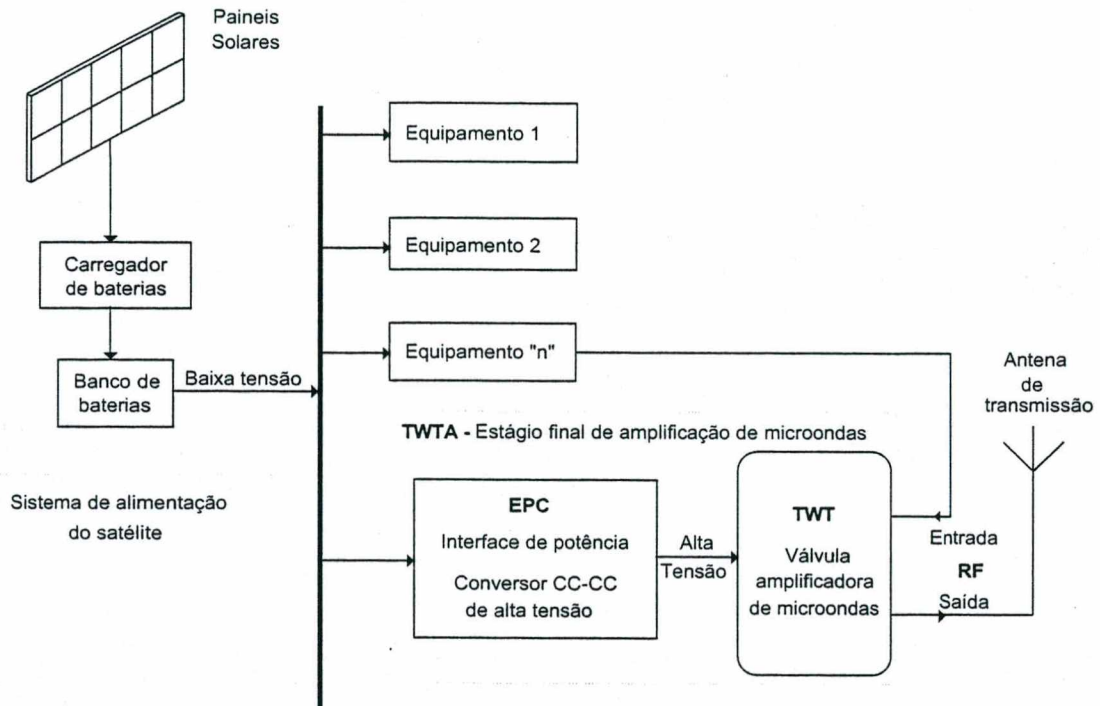 Paineis
Solares
Carregador
de baterias
Banco de
baterias
Baixa tensão
Sistema de alimentação
do satélite
Equipamento 1
Equipamento 2
Equipamento "n"
TWTA - Estágio final de amplificação de microondas
EPC
Interface de potência
Conversor CC-CC
de alta tensão
Alta
Tensão
TWT
Válvula
amplificadora
de microondas
Entrada
RF
Saída
Antena
de
transmissão